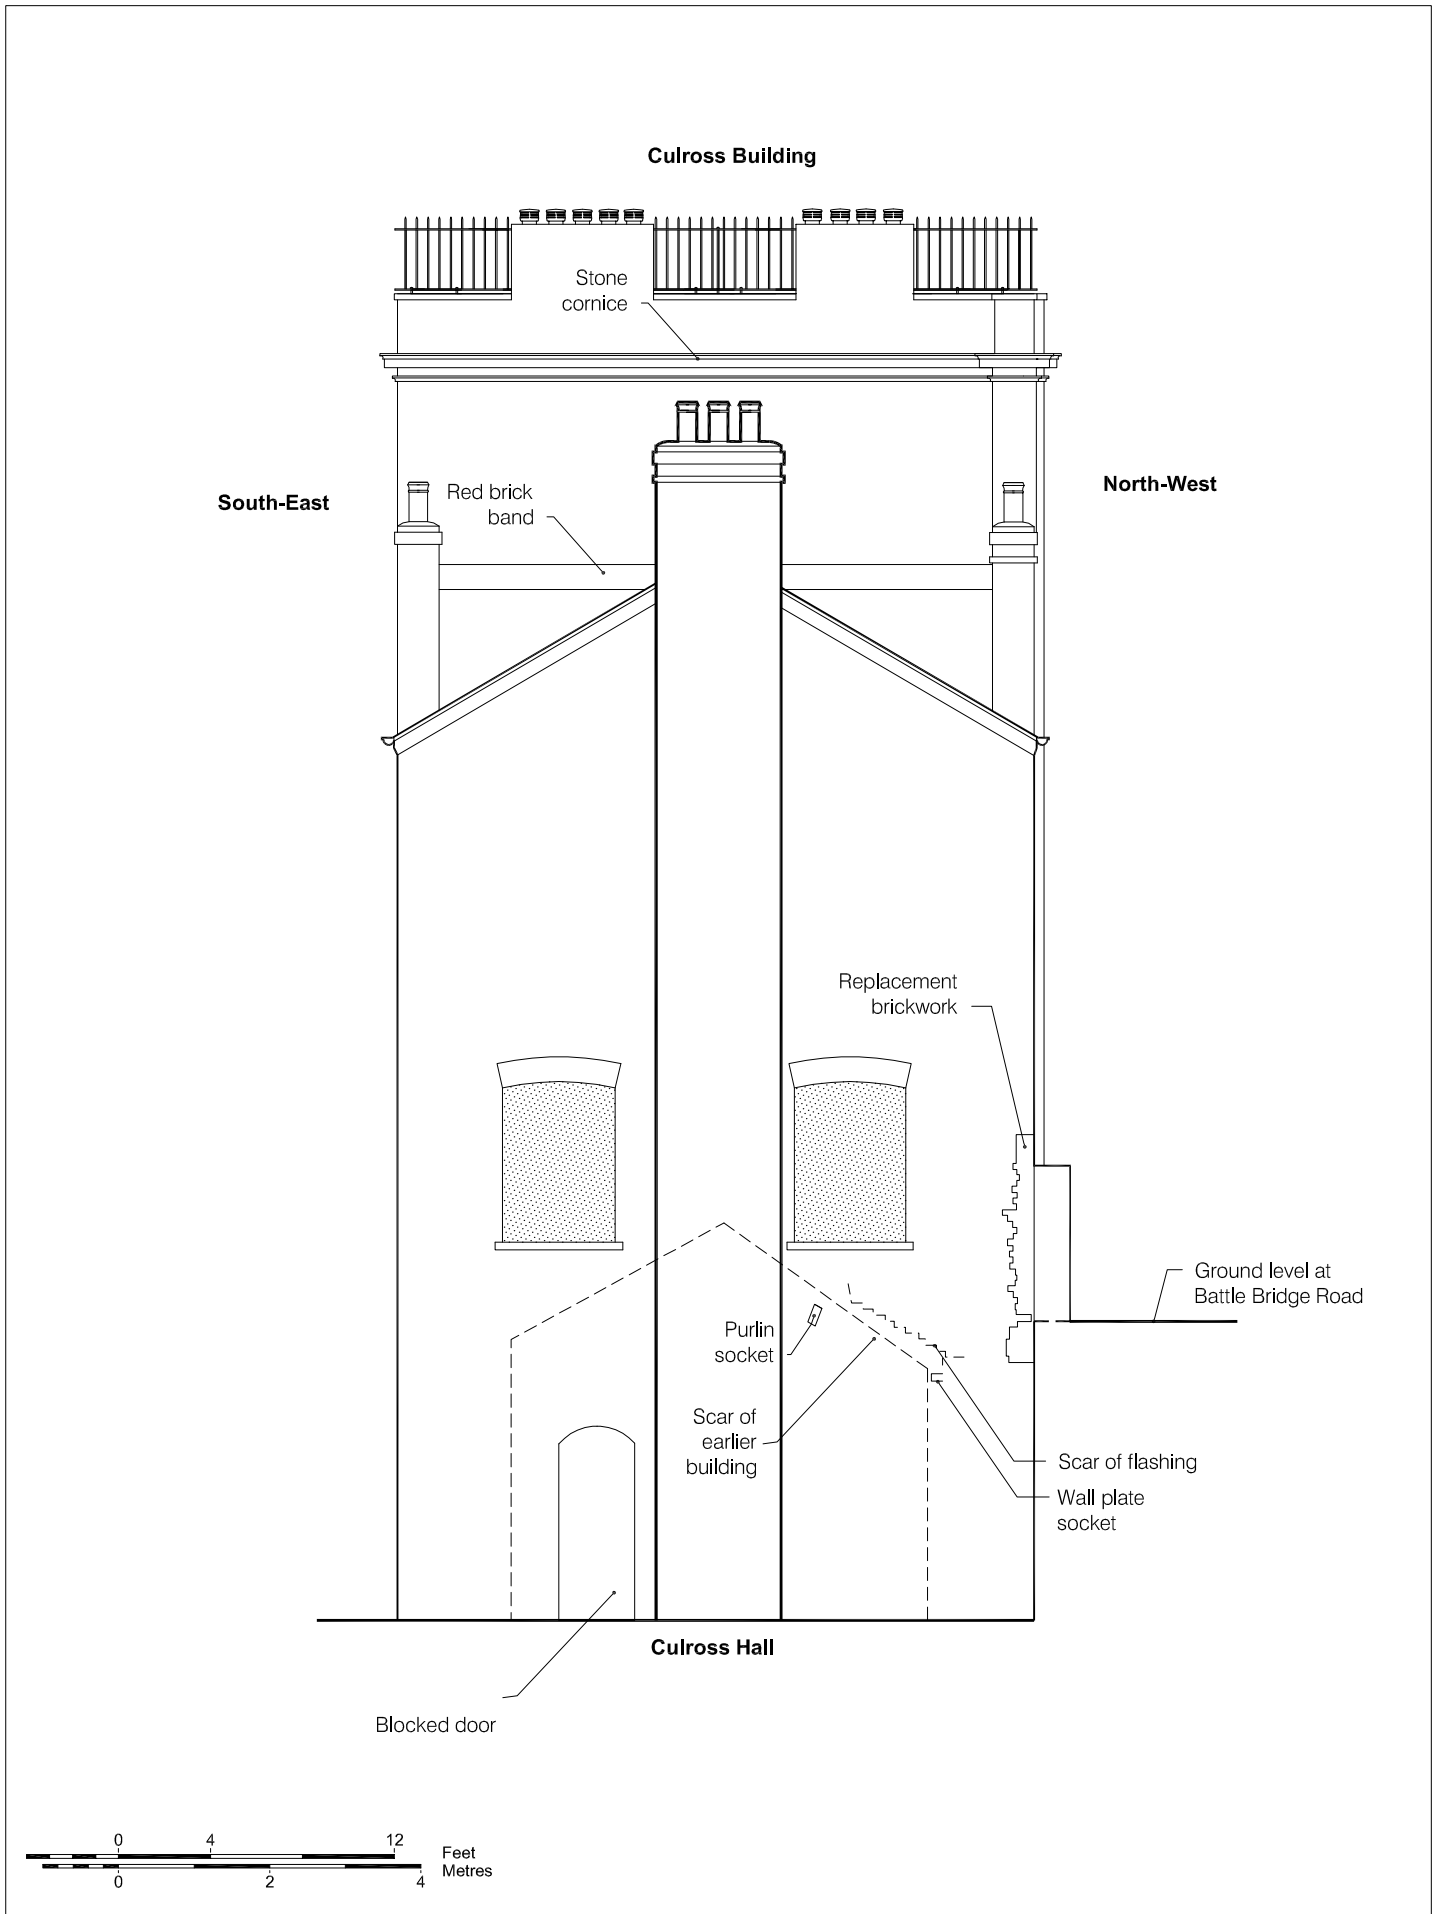 Culross Building
Stone
cornice
South-East
Red brick
band
North-West
Replacement
brickwork
Ground level at
Battle Bridge Road
Purlin
socket
Scar of
earlier
building
Scar of flashing
Wall plate
socket
Culross Hall
Blocked door
0 4 12
Feet
Metres
0 2 4